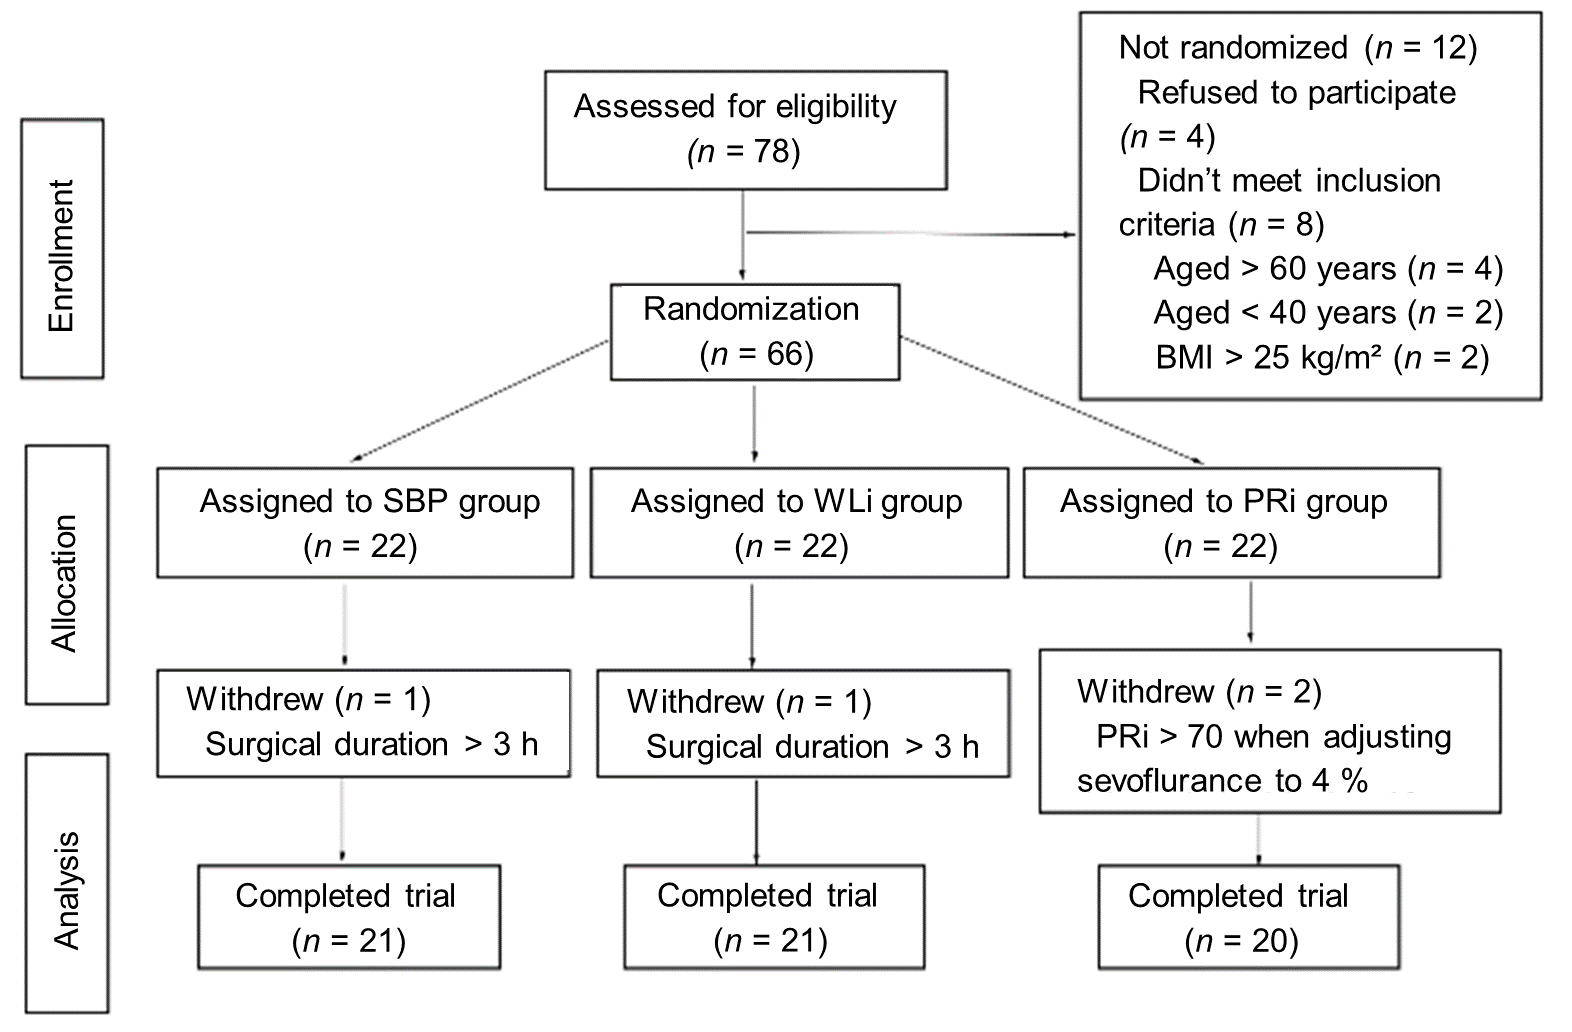 Enrollment
Assessed for eligibility
(n = 78)
Not randomized (n = 12)
Refused to participate
(n = 4)
Didn't meet inclusion
criteria (n = 8)
Aged > 60 years (n = 4)
Aged < 40 years (n = 2)
BMI > 25 kg/m² (n = 2)
Randomization
(n = 66)
Allocation
Assigned to SBP group
(n = 22)
Assigned to WLi group
(n = 22)
Assigned to PRi group
(n = 22)
Withdrew (n = 1)
Surgical duration > 3 h
Withdrew (n = 1)
Surgical duration > 3 h
Withdrew (n = 2)
PRi > 70 when adjusting
sevoflurance to 4 %
Analysis
Completed trial
(n = 21)
Completed trial
(n = 21)
Completed trial
(n = 20)